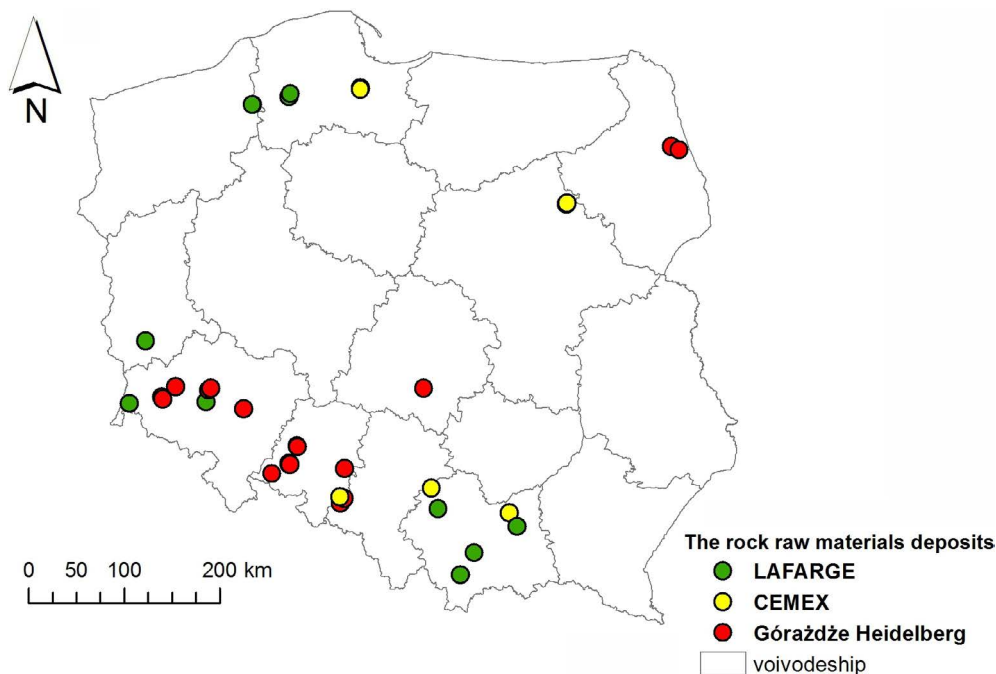 N
0 50 100 200 km
The rock raw materials deposits
LAFARGE
CEMEX
Górażdże Heidelberg
voivodeship